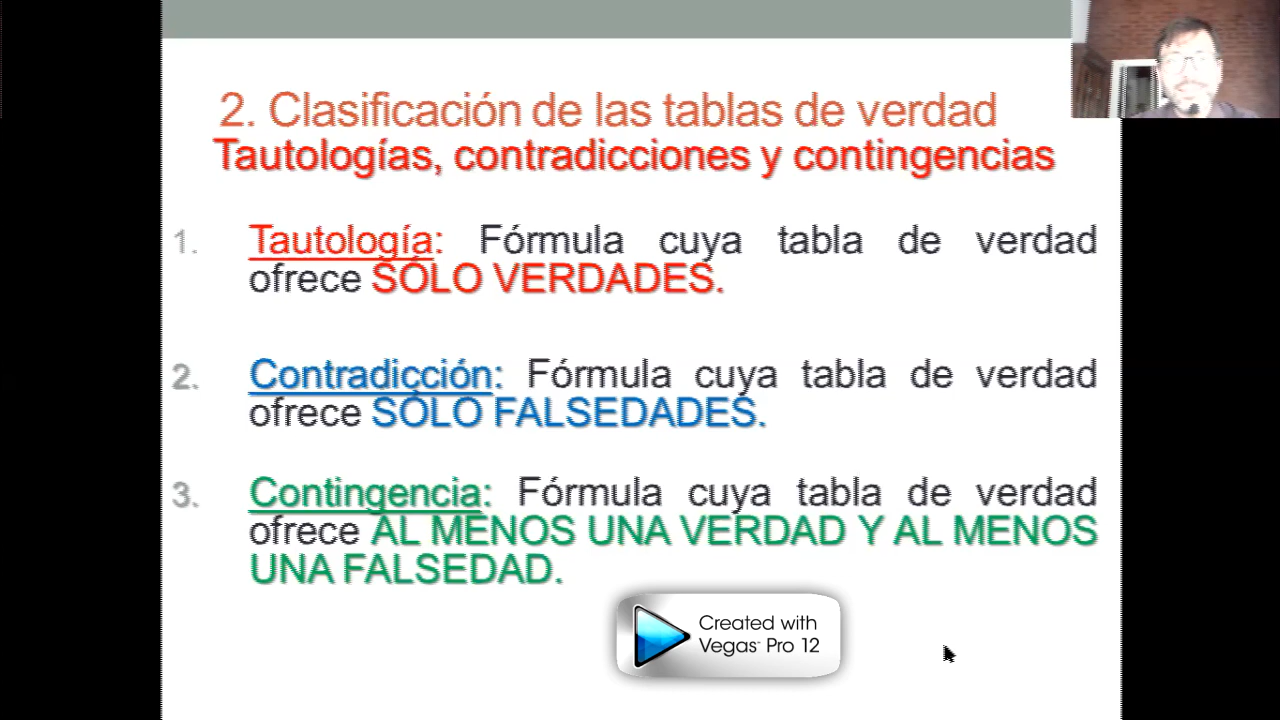 2. Clasificación de las tablas de verdad
Tautologías, contradicciones y contingencias
1. Tautología: Fórmula cuya tabla de verdad
ofrece SÓLO VERDADES.
2. Contradicción: Fórmula cuya tabla de verdad
ofrece SÓLO FALSEDADES.
3. Contingencia: Fórmula cuya tabla de verdad
ofrece AL MENOS UNA VERDAD Y AL MENOS
UNA FALSEDAD.
Created with
Vegas™ Pro 12